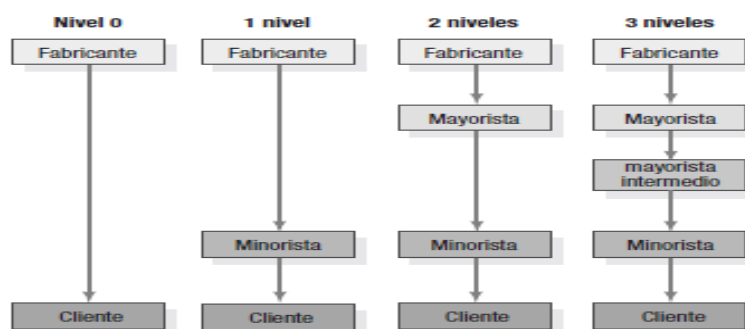 Nivel 0
1 nivel
2 niveles
3 niveles
Fabricante
Fabricante
Fabricante
Fabricante
Mayorista
Mayorista
mayorista
intermedio
Minorista
Minorista
Minorista
Cliente
Cliente
Cliente
Cliente